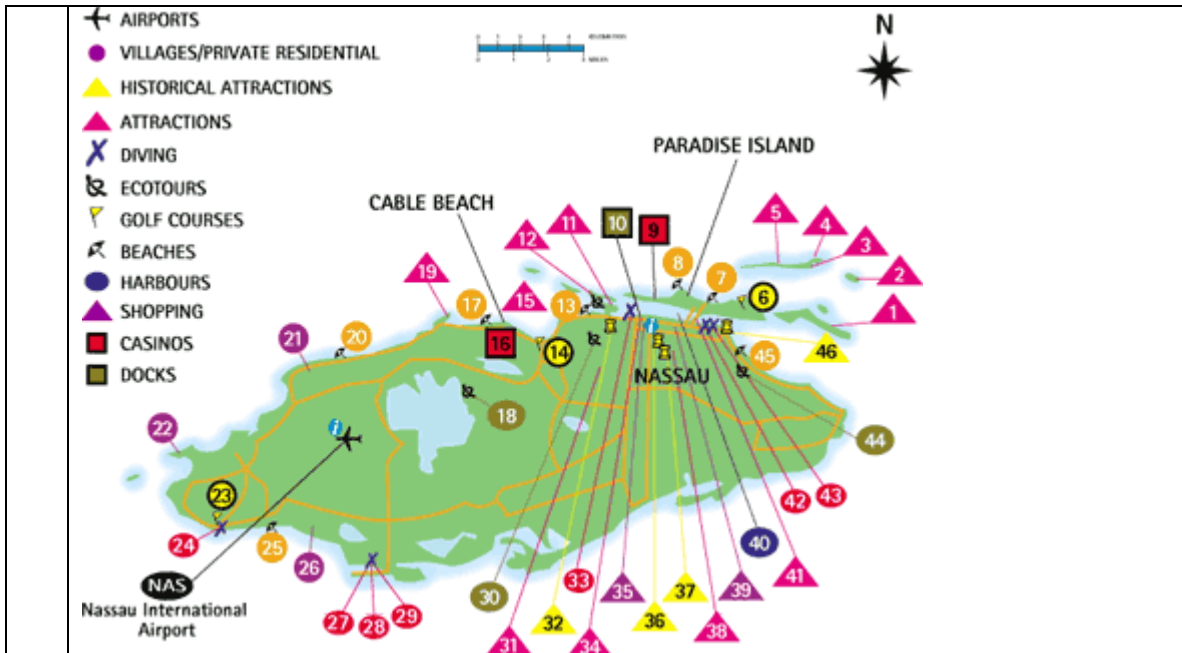 AIRPORTS
VILLAGES/PRIVATE RESIDENTIAL
HISTORICAL ATTRACTIONS
ATTRACTIONS
DIVING
ECOTOURS
GOLF COURSES
BEACHES
HARBOURS
SHOPPING
CASINOS
DOCKS
N
PARADISE ISLAND
CABLE BEACH
5
4
3
2
1
12
11
10
9
8
7
6
19
17
15
13
16
14
46
45
NASSAU
21
20
18
22
44
i
i
23
24
25
26
42
43
40
41
NAS
Nassau International
Airport
27
28
29
30
33
35
37
39
31
32
34
36
38